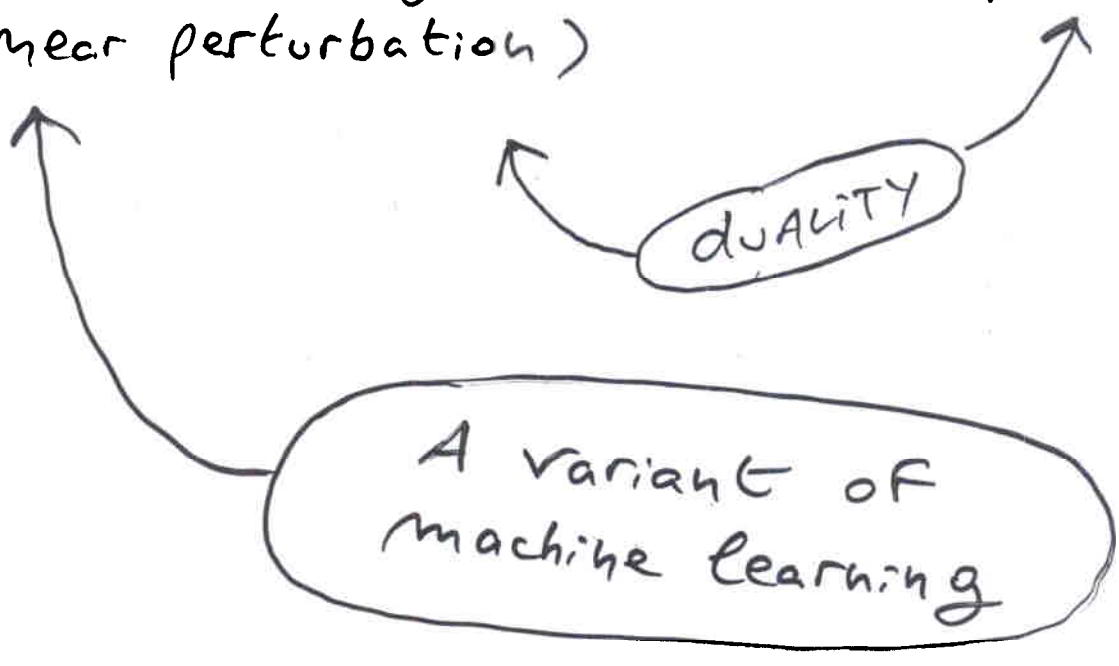 near perturbation)
duALiTY
A variant of
machine learning